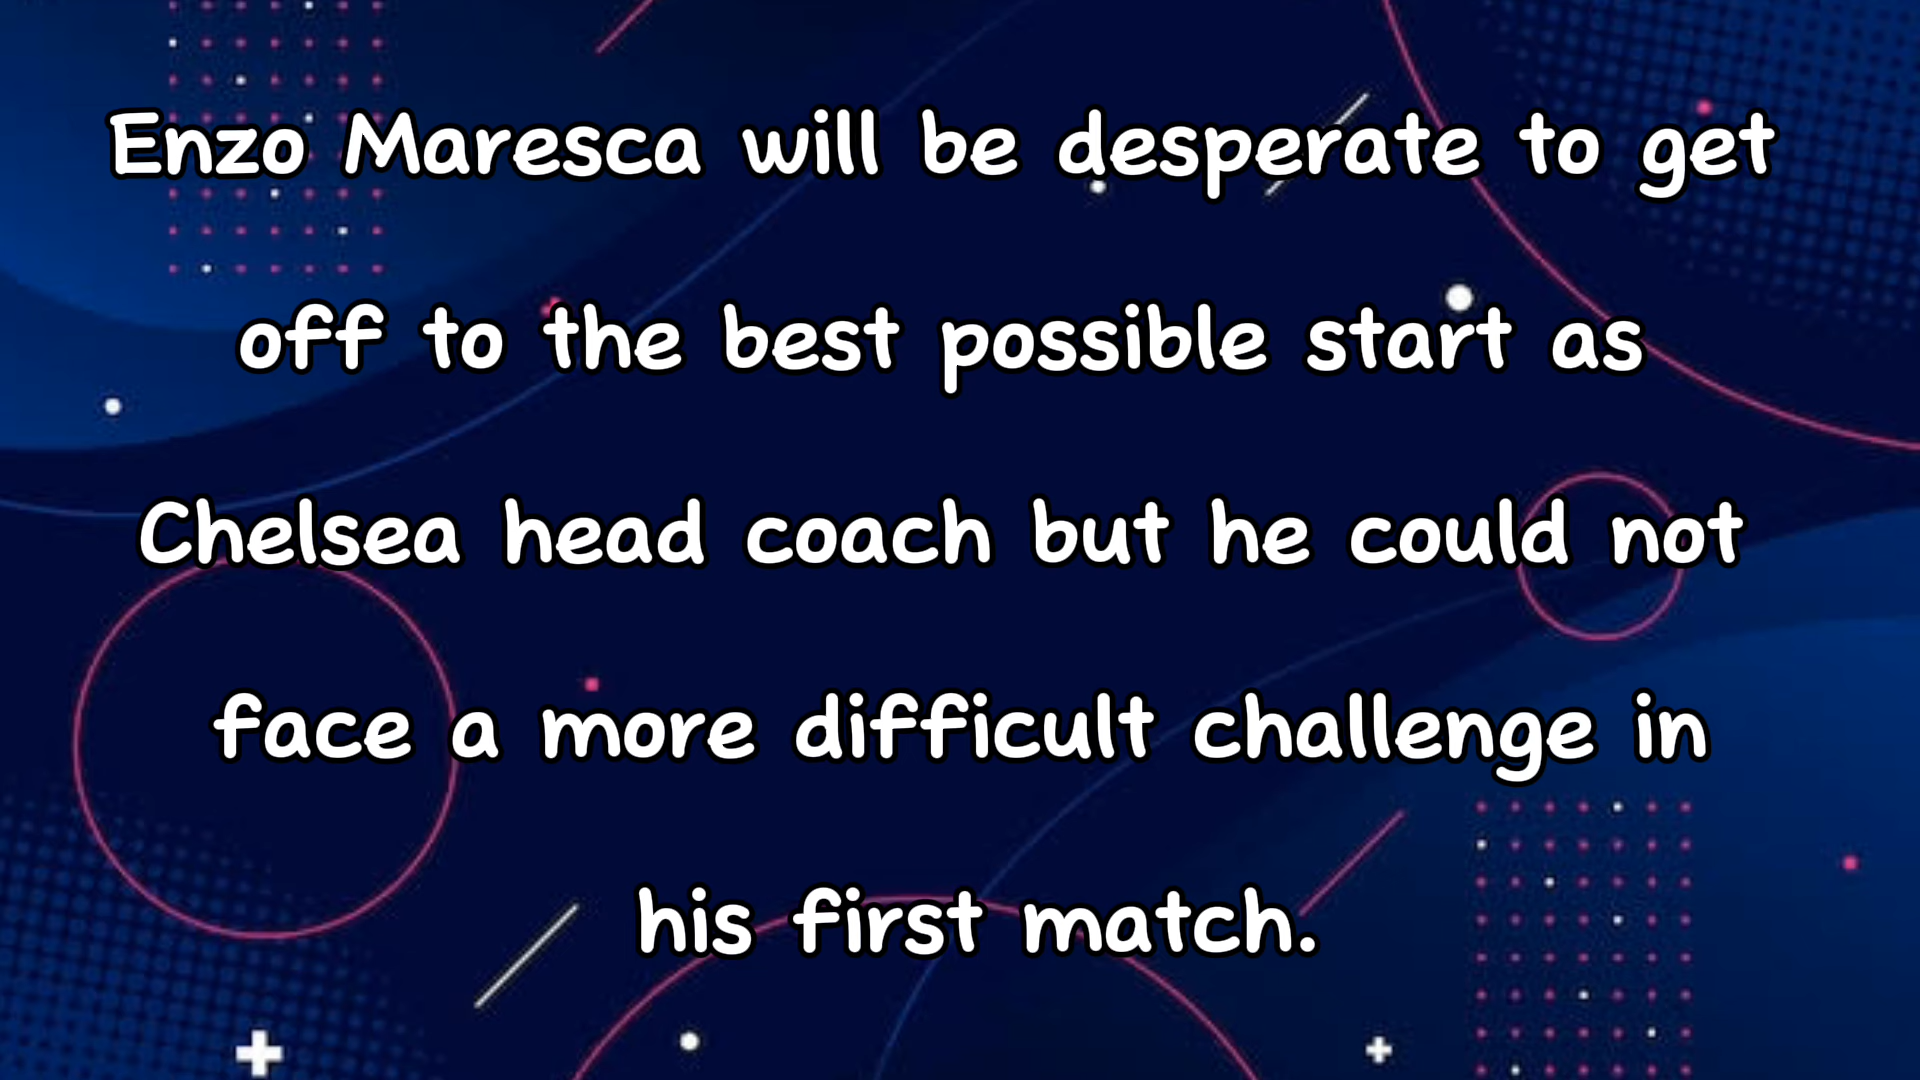 Enzo Maresca will be desperate to get
off to the best possible start as
Chelsea head coach but he could not
face a more difficult challenge in
his first match.